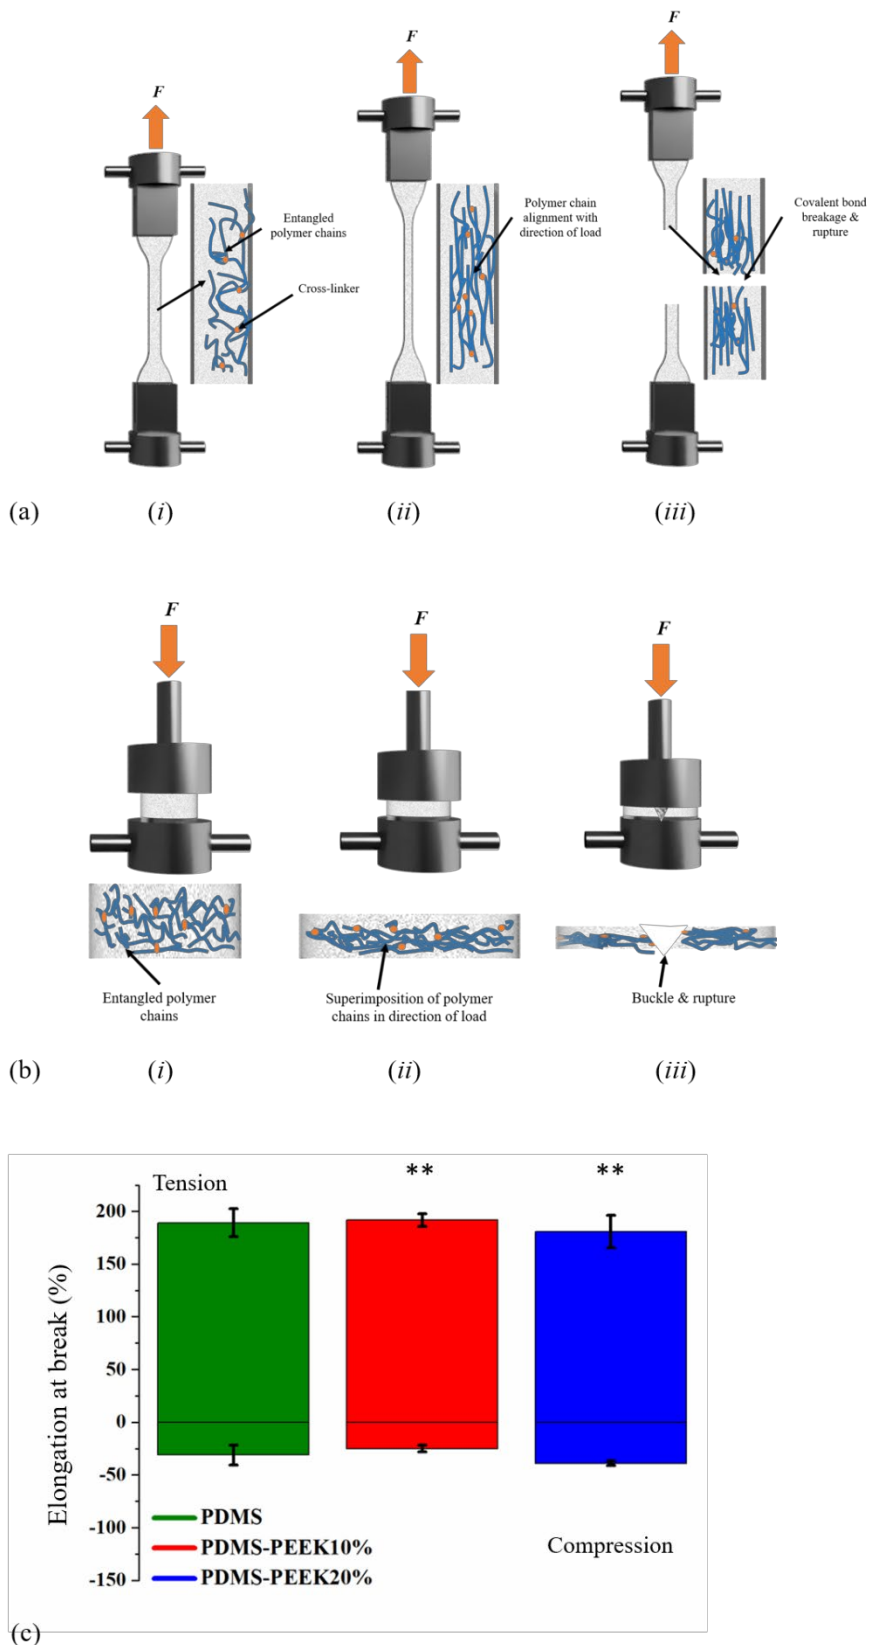 F
F
F
Entangled
polymer chains
Cross-linker
Polymer chain
alignment with
direction of load
Covalent bond
breakage &
rupture
(a)
(i)
(ii)
(iii)
F
F
F
Entangled polymer
chains
Superimposition of polymer
chains in direction of load
Buckle & rupture
(b)
(i)
(ii)
(iii)
Tension
**
**
Elongation at break (%)
200
150
100
50
0
-50
-100
-150
PDMS
PDMS-PEEK10%
PDMS-PEEK20%
Compression
(c)